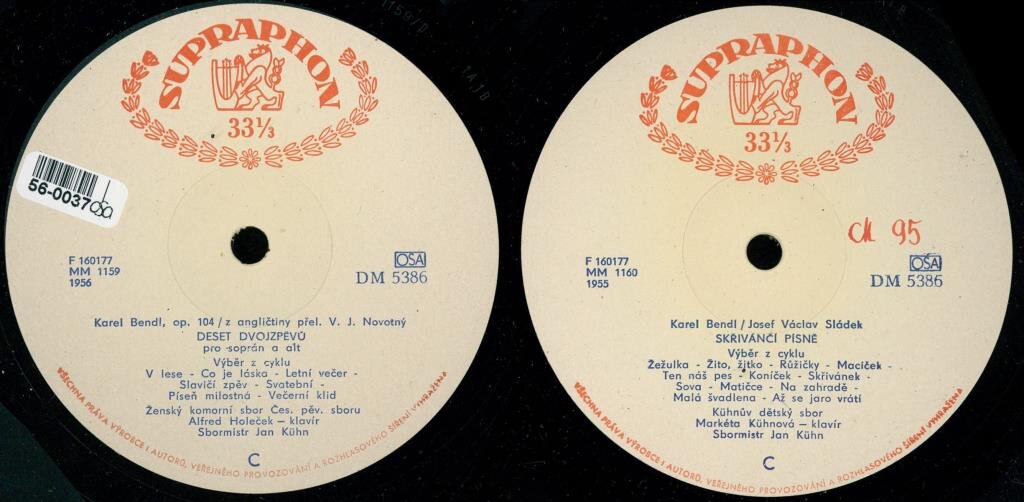 SUPRAPHON
33⅓
56-0037
OSA
F 160177
MM 1159
1956
OSA
DM 5386
Karel Bendl, op. 104 / z angličtiny přel. V. J. Novotný
DESET DVOJZPĚVŮ
pro soprán a alt
Výběr z cyklu
V lese - Co je láska - Letní večer -
Slavičí zpěv - Svatební -
Píseň milostná - Večerní klid
Ženský komorní sbor Čes. pěv. sboru
Alfred Holeček — klavír
Sbormistr Jan Kühn
C
VŠECHNA PRÁVA VÝROBCE I AUTORŮ, VEŘEJNÉHO PROVOZOVÁNÍ A ROZHLASOVÉHO ŠÍŘENÍ VYHRAŽENA
SUPRAPHON
33⅓
Ck 95
F 160177
MM 1160
1955
OSA
DM 5386
Karel Bendl / Josef Václav Sládek
SKŘIVÁNČÍ PÍSNĚ
Výběr z cyklu
Žežulka - Žito, žitko - Růžičky - Macíček -
Ten náš pes - Koníček - Skřivánek -
Sova - Matičce - Na zahradě -
Malá švadlena - Až se jaro vrátí
Kühnův dětský sbor
Markéta Kühnová — klavír
Sbormistr Jan Kühn
C
VŠECHNA PRÁVA VÝROBCE I AUTORŮ, VEŘEJNÉHO PROVOZOVÁNÍ A ROZHLASOVÉHO ŠÍŘENÍ VYHRAŽENA